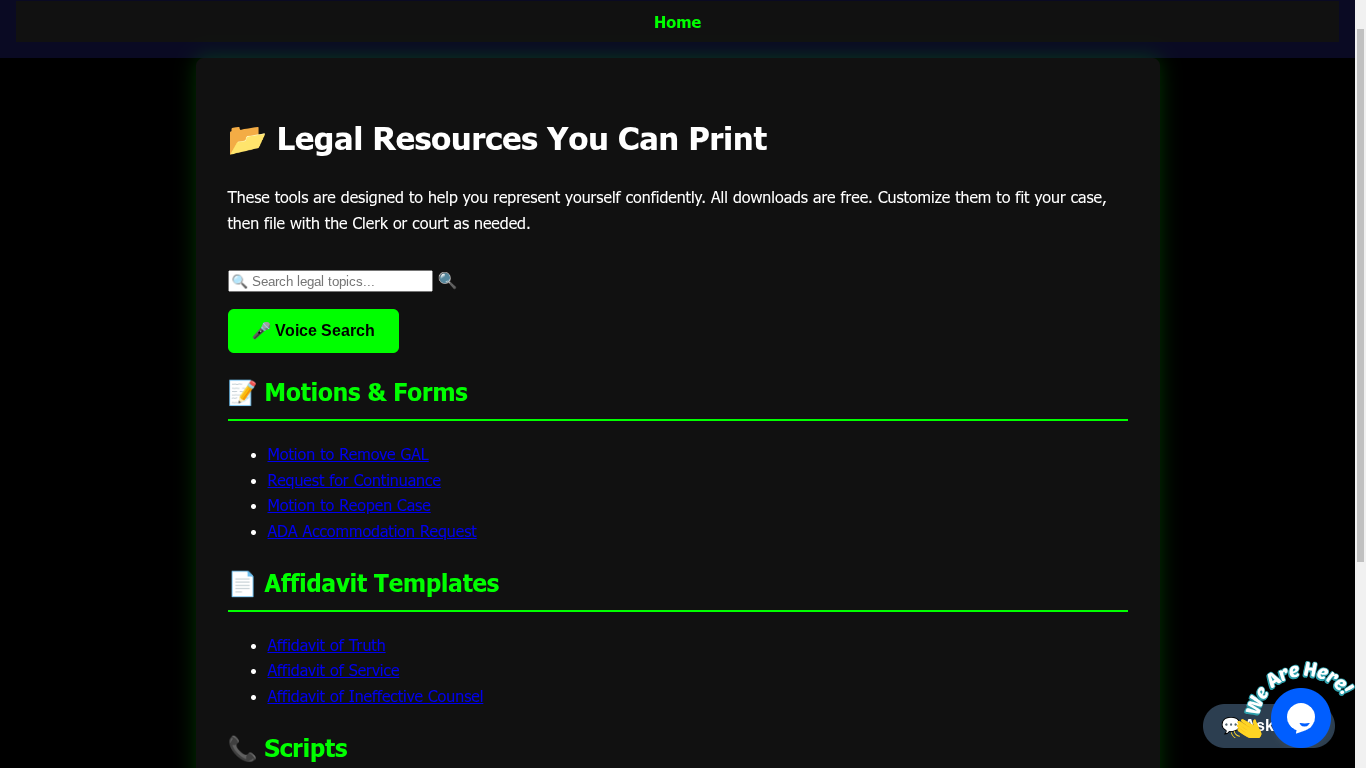 Home
Legal Resources You Can Print
These tools are designed to help you represent yourself confidently. All downloads are free. Customize them to fit your case,
then file with the Clerk or court as needed.
Search legal topics...
Voice Search
Motions & Forms
Motion to Remove GAL
Request for Continuance
Motion to Reopen Case
ADA Accommodation Request
Affidavit Templates
Affidavit of Truth
Affidavit of Service
Affidavit of Ineffective Counsel
Scripts
We Are Here!